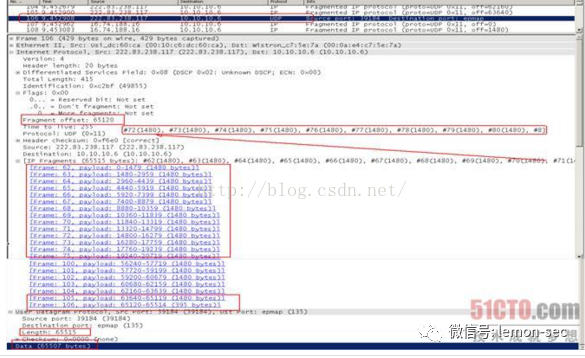 No. - Time Source Destination Protocol Info
109 9.452679 222.83.238.117 10.10.10.6 IP Fragmented IP protocol (proto=UDP 0x11, off=62160)
9.452900 222.83.238.117 10.10.10.6 IP Fragmented IP protocol (proto=UDP 0x11, off=63640)
106 9.452908 222.83.238.117 10.10.10.6 UDP Source port: 39184 Destination port: epmap
16.74.188.16 IP Fragmented IP protocol (proto=UDP 0x11, off=0)
108 9.453083 16.74.188.16 IP Fragmented IP protocol (proto=UDP 0x11, off=1480)
Frame 106 (429 bytes on wire, 429 bytes captured)
Ethernet II, Src: Usi_dc:60:ca (00:10:c6:dc:60:ca), Dst: Wistron_c7:5e:7a (00:0a:e4:c7:5e:7a)
Internet Protocol, Src: 222.83.238.117 (222.83.238.117), Dst: 10.10.10.6 (10.10.10.6)
Version: 4
Header length: 20 bytes
Differentiated Services Field: 0x08 (DSCP 0x02: Unknown DSCP; ECN: 0x00)
Total Length: 415
Identification: 0xc2bf (49855)
Flags: 0x00
0... = Reserved bit: Not set
.0.. = Don't fragment: Not set
..0. = More fragments: Not set
Fragment offset: 65120
Time to live: 255
Protocol: UDP (0x11)
#72(1480), #73(1480), #74(1480), #75(1480), #76(1480), #77(1480), #78(1480), #79(1480), #80(1480), #8]
Header checksum: 0xf6e0 [correct]
Source: 222.83.238.117 (222.83.238.117)
Destination: 10.10.10.6 (10.10.10.6)
[IP Fragments (65515 bytes): #62(1480), #63(1480), #64(1480), #65(1480), #66(1480), #67(1480), #68(1480), #69(1480), #70(1480), #71(1
[Frame: 62, payload: 0-1479 (1480 bytes)]
[Frame: 63, payload: 1480-2959 (1480 bytes)]
[Frame: 64, payload: 2960-4439 (1480 bytes)]
[Frame: 65, payload: 4440-5919 (1480 bytes)]
[Frame: 66, payload: 5920-7399 (1480 bytes)]
[Frame: 67, payload: 7400-8879 (1480 bytes)]
[Frame: 68, payload: 8880-10359 (1480 bytes)]
[Frame: 69, payload: 10360-11839 (1480 bytes)]
[Frame: 70, payload: 11840-13319 (1480 bytes)]
[Frame: 71, payload: 13320-14799 (1480 bytes)]
[Frame: 72, payload: 14800-16279 (1480 bytes)]
[Frame: 73, payload: 16280-17759 (1480 bytes)]
[Frame: 74, payload: 17760-19239 (1480 bytes)]
[Frame: 75, payload: 19240-20719 (1480 bytes)]
http://blog.csdn.net/
[Frame: 100, payload: 56240-57719 (1480 bytes)]
[Frame: 101, payload: 57720-59199 (1480 bytes)]
[Frame: 102, payload: 59200-60679 (1480 bytes)]
[Frame: 103, payload: 60680-62159 (1480 bytes)]
[Frame: 104, payload: 62160-63639 (1480 bytes)]
[Frame: 105, payload: 63640-65119 (1480 bytes)]
[Frame: 106, payload: 65120-65514 (395 bytes)]
User Datagram Protocol, Src Port: 39184 (39184), Dst Port: epmap (135)
Source port: 39184 (39184)
Destination port: epmap (135)
Length: 65515
Checksum: 0x0000 (none)
Data (65507 bytes)
51CTO.com
微信号: lemon-sec